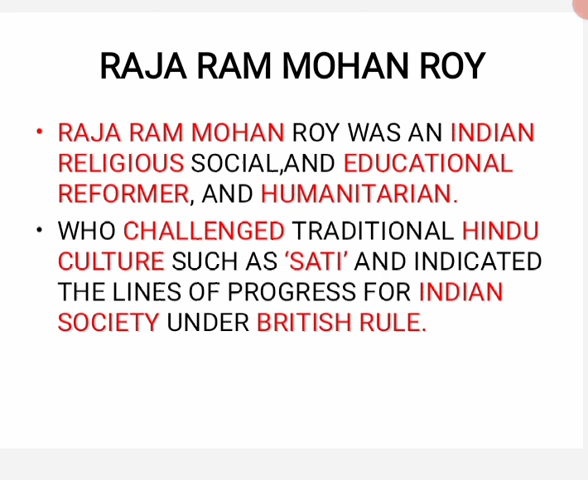 RAJA RAM MOHAN ROY
• RAJA RAM MOHAN ROY WAS AN INDIAN
RELIGIOUS SOCIAL,AND EDUCATIONAL
REFORMER, AND HUMANITARIAN.
• WHO CHALLENGED TRADITIONAL HINDU
CULTURE SUCH AS ‘SATI’ AND INDICATED
THE LINES OF PROGRESS FOR INDIAN
SOCIETY UNDER BRITISH RULE.